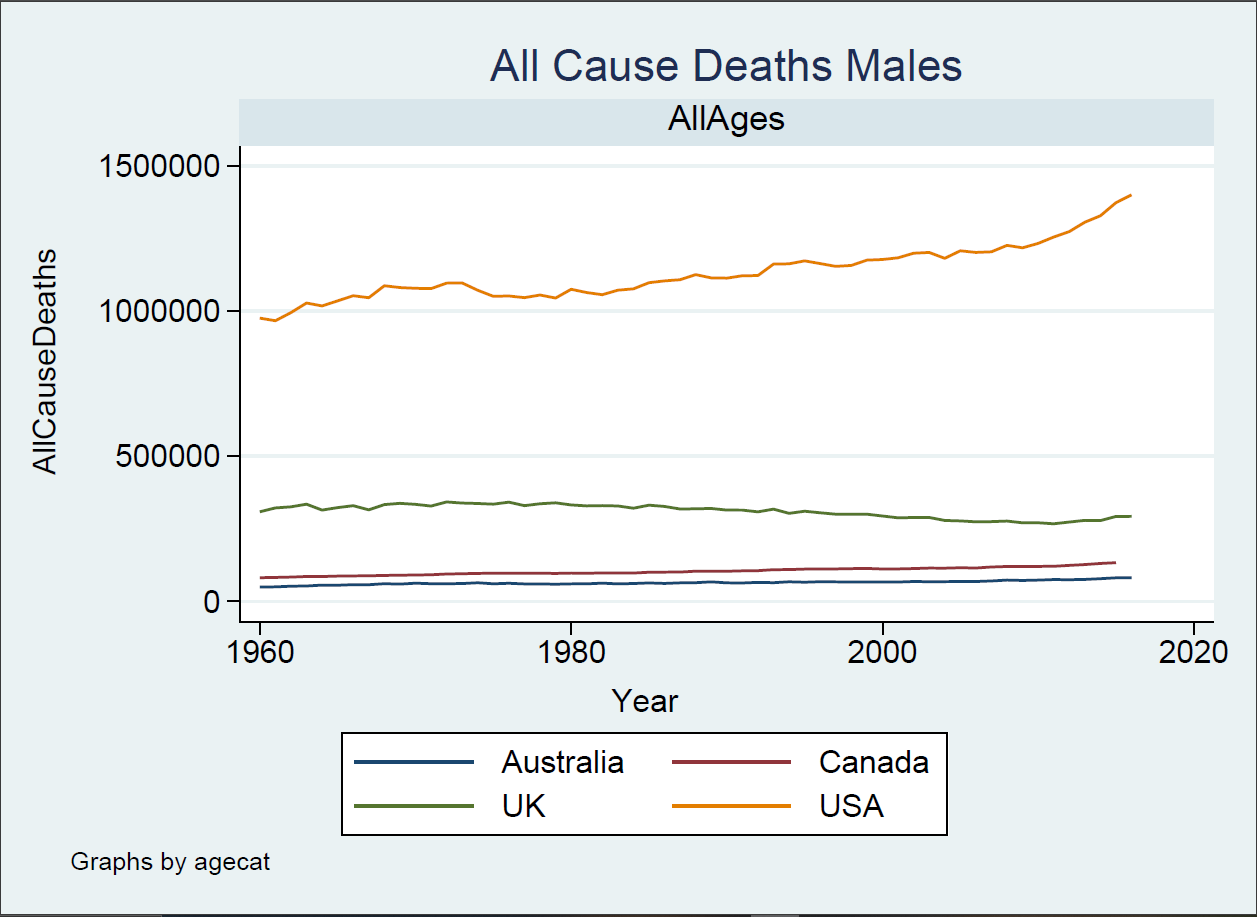 All Cause Deaths Males
AllAges
AllCauseDeaths
1500000
1000000
500000
0
1960 1980 2000 2020
Year
Australia Canada
UK USA
Graphs by agecat